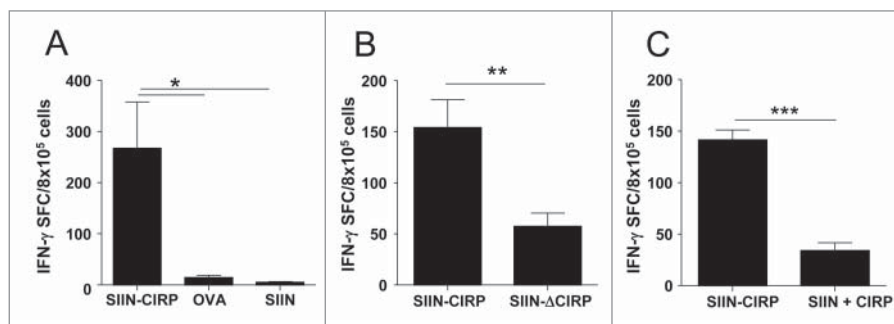 A
IFN-γ SFC/8x10⁵ cells
400
300
200
100
0
*
SIIN-CIRP OVA SIIN
B
IFN-γ SFC/8x10⁵ cells
200
150
100
50
0
**
SIIN-CIRP SIIN-ΔCIRP
C
IFN-γ SFC/8x10⁵ cells
200
150
100
50
0
***
SIIN-CIRP SIIN + CIRP